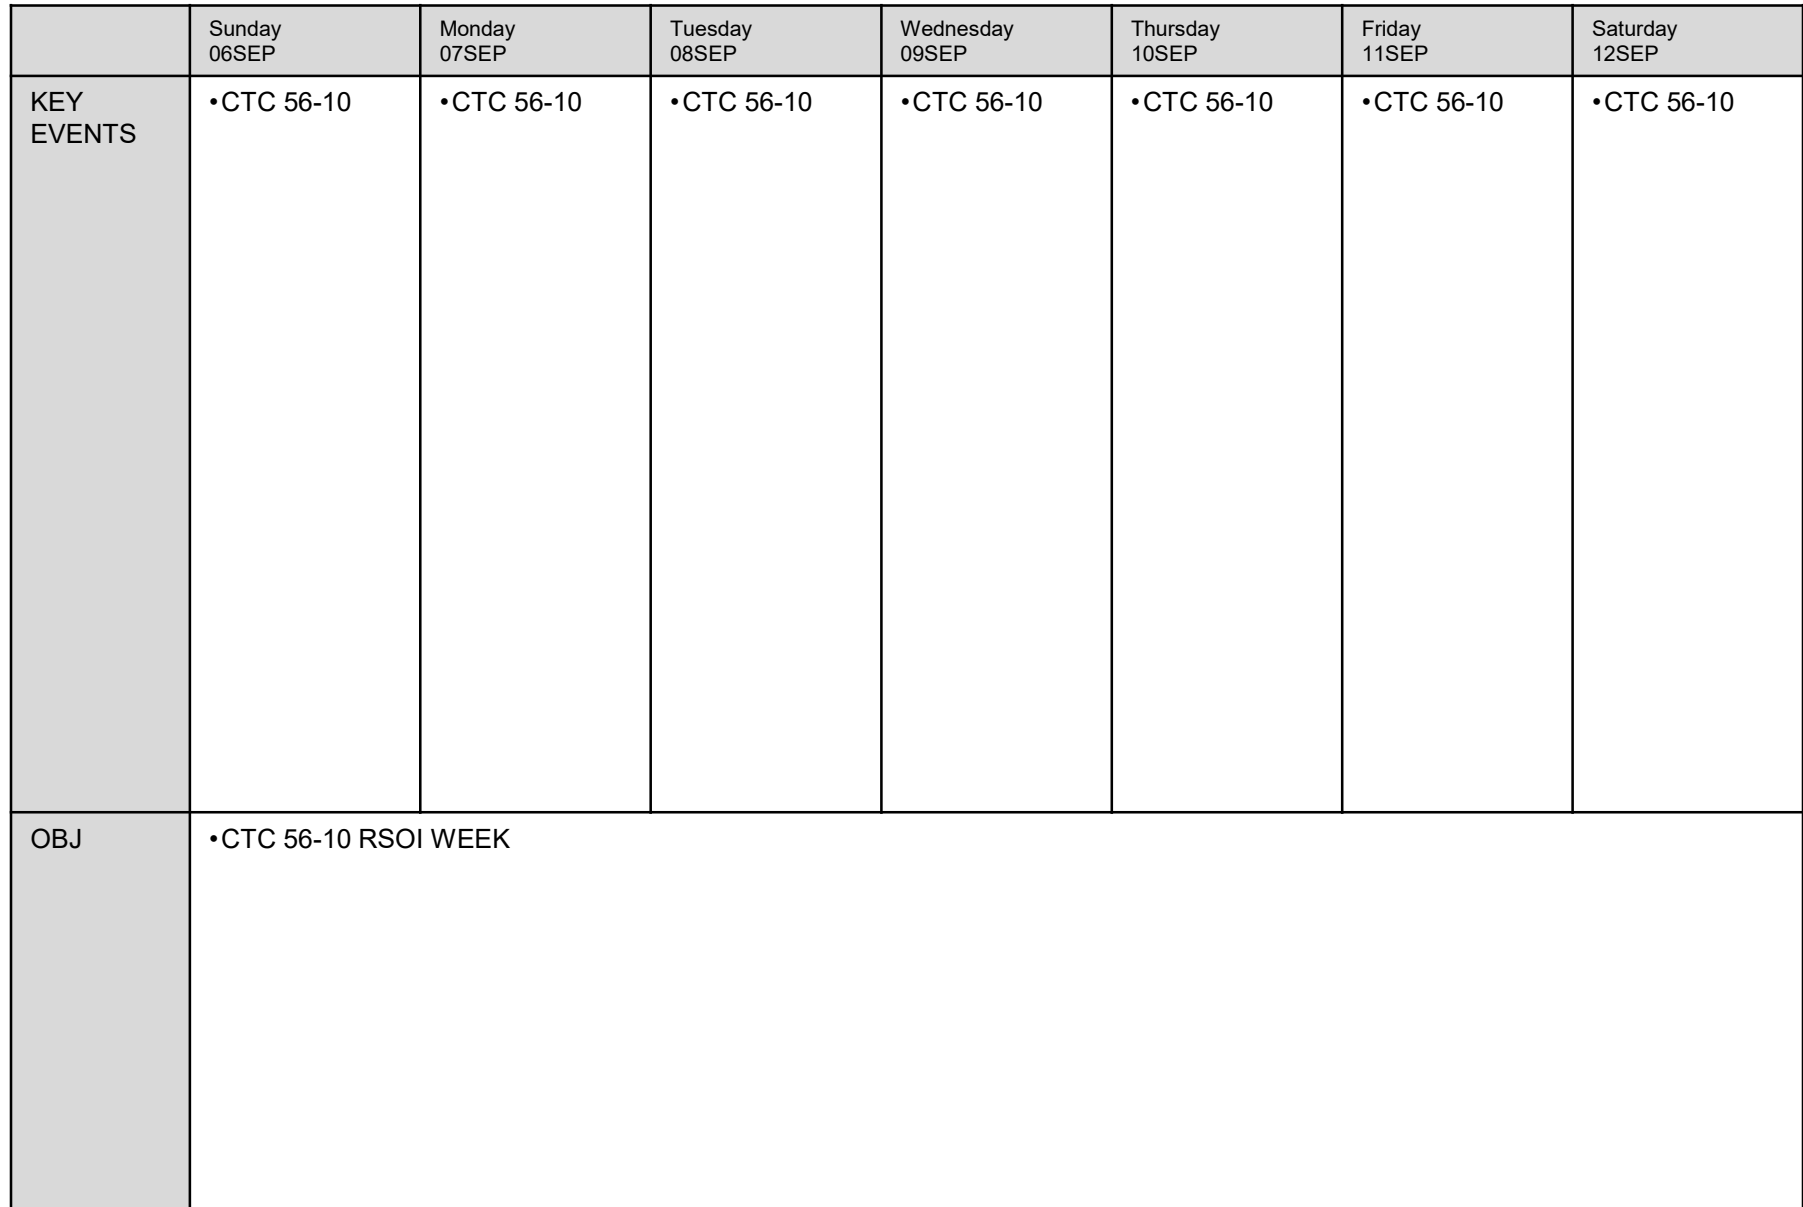 Sunday
06SEP
Monday
07SEP
Tuesday
08SEP
Wednesday
09SEP
Thursday
10SEP
Friday
11SEP
Saturday
12SEP
KEY
EVENTS
•CTC 56-10
•CTC 56-10
•CTC 56-10
•CTC 56-10
•CTC 56-10
•CTC 56-10
•CTC 56-10
OBJ
•CTC 56-10 RSOI WEEK